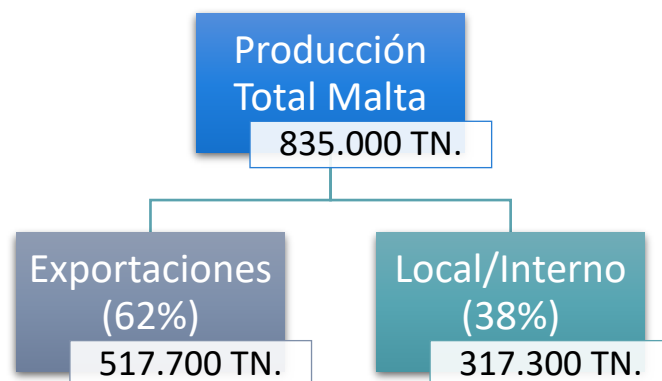 Producción
Total Malta
835.000 TN.
Exportaciones
(62%)
517.700 TN.
Local/Interno
(38%)
317.300 TN.